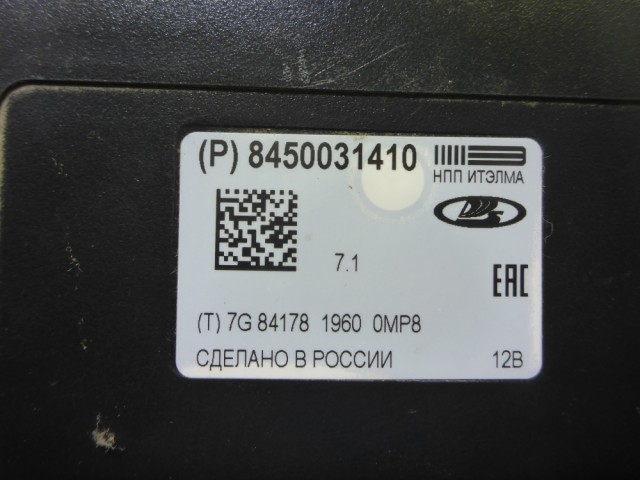 (P) 8450031410
НПП ИТЭЛМА
7.1
EAC
(T) 7G 84178 1960 0MP8
СДЕЛАНО В РОССИИ 12В